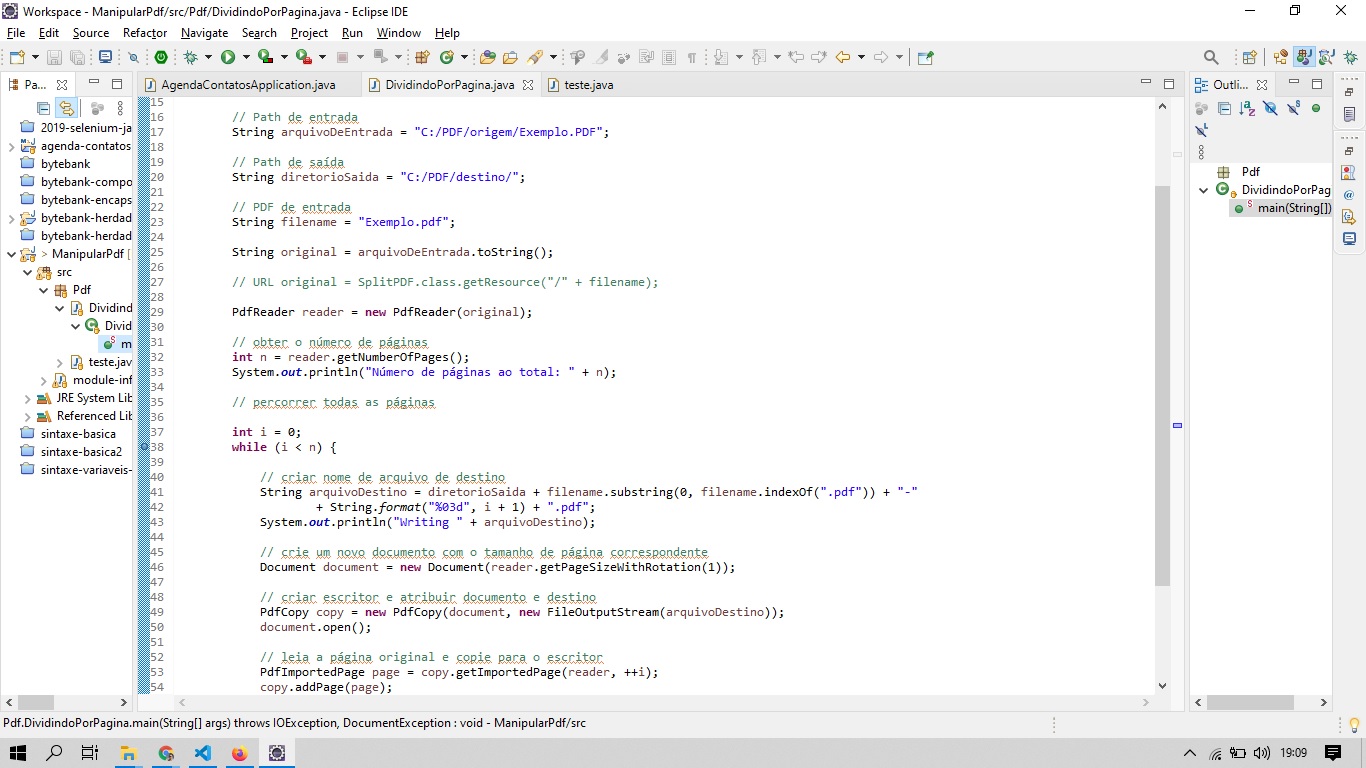 Workspace - ManipularPdf/src/Pdf/DividindoPorPagina.java - Eclipse IDE
File Edit Source Refactor Navigate Search Project Run Window Help
Pa...
AgendaContatosApplication.java
DividindoPorPagina.java
teste.java
Outli...
2019-selenium-ja
agenda-contatos
bytebank
bytebank-compo
bytebank-encaps
bytebank-herdad
bytebank-herdad
> ManipularPdf [
src
Pdf
Dividind
Divid
m
teste.jav
module-inf
JRE System Lib
Referenced Lib
sintaxe-basica
sintaxe-basica2
sintaxe-variaveis-
15
16 // Path de entrada
17 String arquivoDeEntrada = "C:/PDF/origem/Exemplo.PDF";
18
19 // Path de saída
20 String diretorioSaida = "C:/PDF/destino/";
21
22 // PDF de entrada
23 String filename = "Exemplo.pdf";
24
25 String original = arquivoDeEntrada.toString();
26
27 // URL original = SplitPDF.class.getResource("/" + filename);
28
29 PdfReader reader = new PdfReader(original);
30
31 // obter o número de páginas
32 int n = reader.getNumberOfPages();
33 System.out.println("Número de páginas ao total: " + n);
34
35 // percorrer todas as páginas
36
37 int i = 0;
38 while (i < n) {
39
40 // criar nome de arquivo de destino
41 String arquivoDestino = diretorioSaida + filename.substring(0, filename.indexOf(".pdf")) + "-"
42 + String.format("%03d", i + 1) + ".pdf";
43 System.out.println("Writing " + arquivoDestino);
44
45 // crie um novo documento com o tamanho de página correspondente
46 Document document = new Document(reader.getPageSizeWithRotation(1));
47
48 // criar escritor e atribuir documento e destino
49 PdfCopy copy = new PdfCopy(document, new FileOutputStream(arquivoDestino));
50 document.open();
51
52 // leia a página original e copie para o escritor
53 PdfImportedPage page = copy.getImportedPage(reader, ++i);
54 copy.addPage(page);
Pdf
DividindoPorPag
main(String[])
Pdf.DividindoPorPagina.main(String[] args) throws IOException, DocumentException : void - ManipularPdf/src
19:09